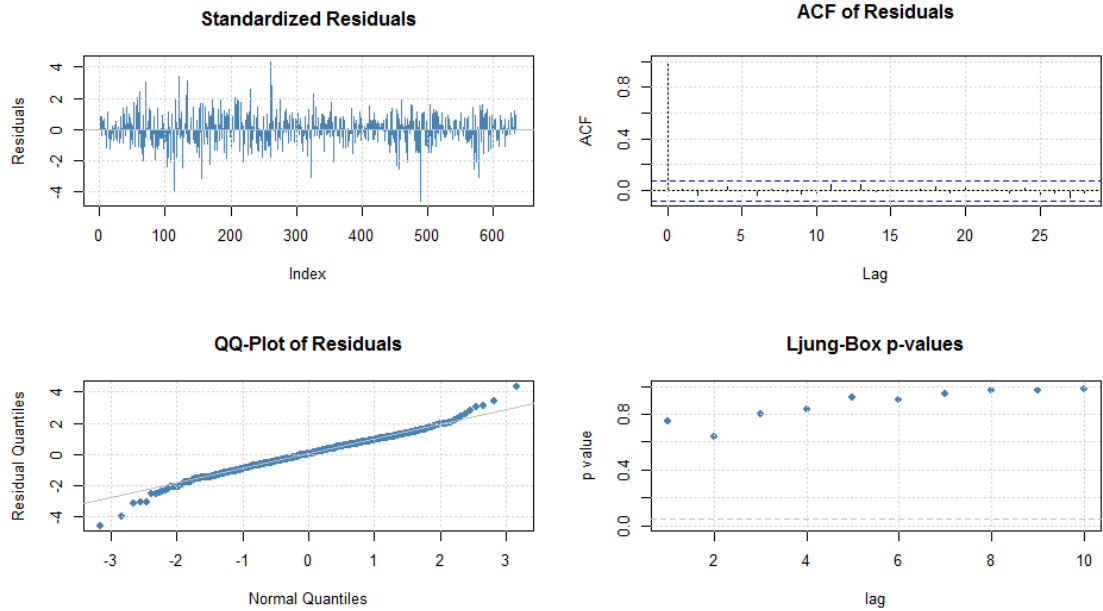 Standardized Residuals
Residuals
4
2
0
-2
-4
0 100 200 300 400 500 600
Index
ACF of Residuals
ACF
0.8
0.4
0.0
0 5 10 15 20 25
Lag
QQ-Plot of Residuals
Residual Quantiles
4
2
0
-2
-4
-3 -2 -1 0 1 2 3
Normal Quantiles
Ljung-Box p-values
p value
0.8
0.4
0.0
2 4 6 8 10
lag